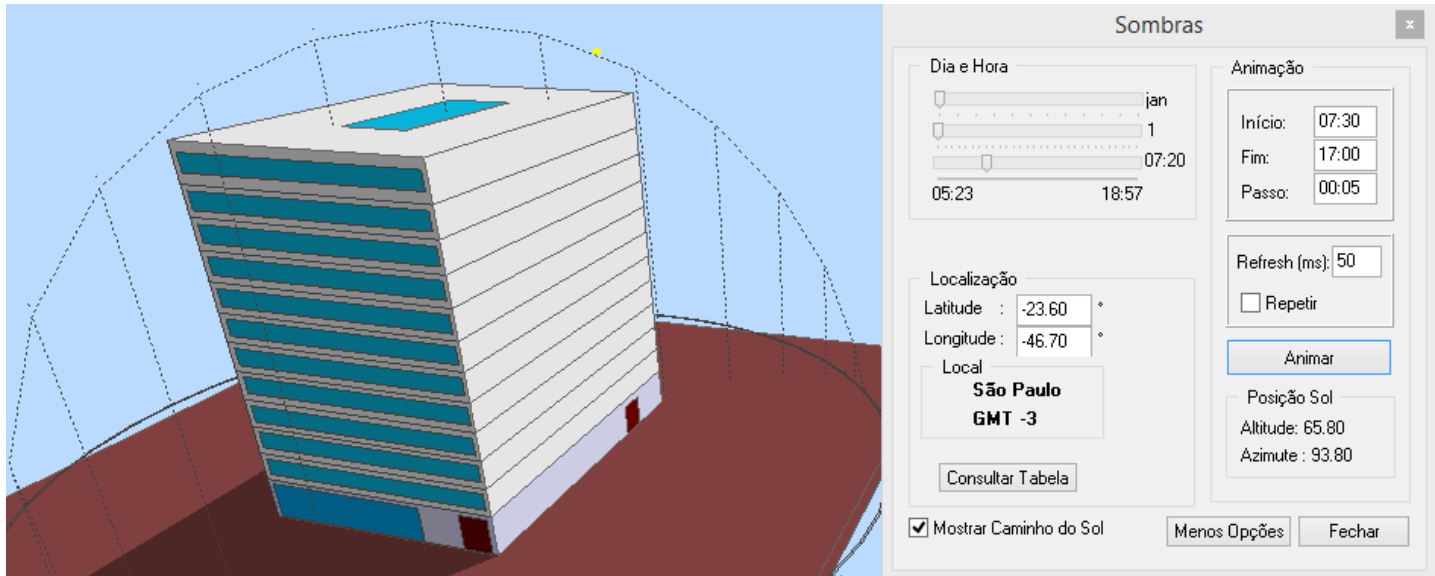 Sombras
x
Dia e Hora
jan
1
07:20
05:23 18:57
Animação
Início: 07:30
Fim: 17:00
Passo: 00:05
Refresh (ms): 50
Repetir
Animar
Localização
Latitude : -23.60 °
Longitude : -46.70 °
Local
São Paulo
GMT -3
Consultar Tabela
Posição Sol
Altitude: 65.80
Azimute : 93.80
Mostrar Caminho do Sol
Menos Opções
Fechar